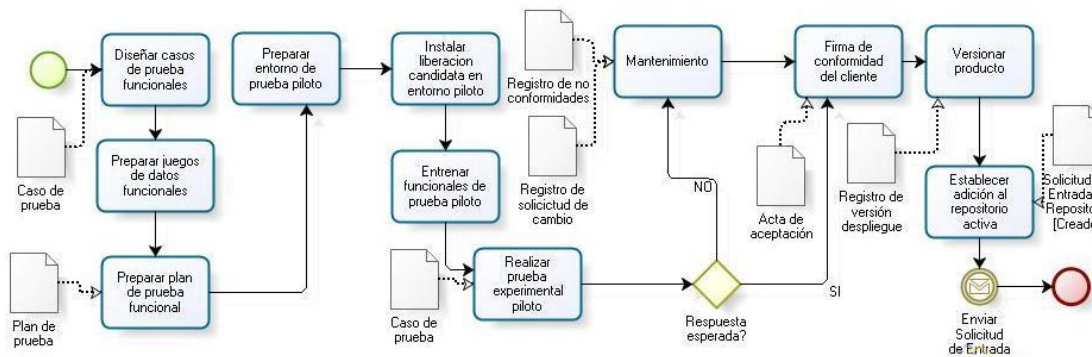 Diseñar casos
de prueba
funcionales
Caso de
prueba
Preparar juegos
de datos
funcionales
Preparar plan
de prueba
funcional
Plan de
prueba
Preparar
entorno de
prueba piloto
Instalar
liberacion
candidata en
entorno piloto
Entrenar
funcionales de
prueba piloto
Caso de
prueba
Realizar
prueba
experimental
piloto
Respuesta
esperada?
NO
SI
Registro de no
conformidades
Registro de
solicictud de
cambio
Mantenimiento
Firma de
conformidad
del cliente
Acta de
aceptación
Versionar
producto
Registro de
versión
despliegue
Establecer
adición al
repositorio
activa
Solicitud
Entrada
Reposito
[Cread
Enviar
Solicitud
de Entrada